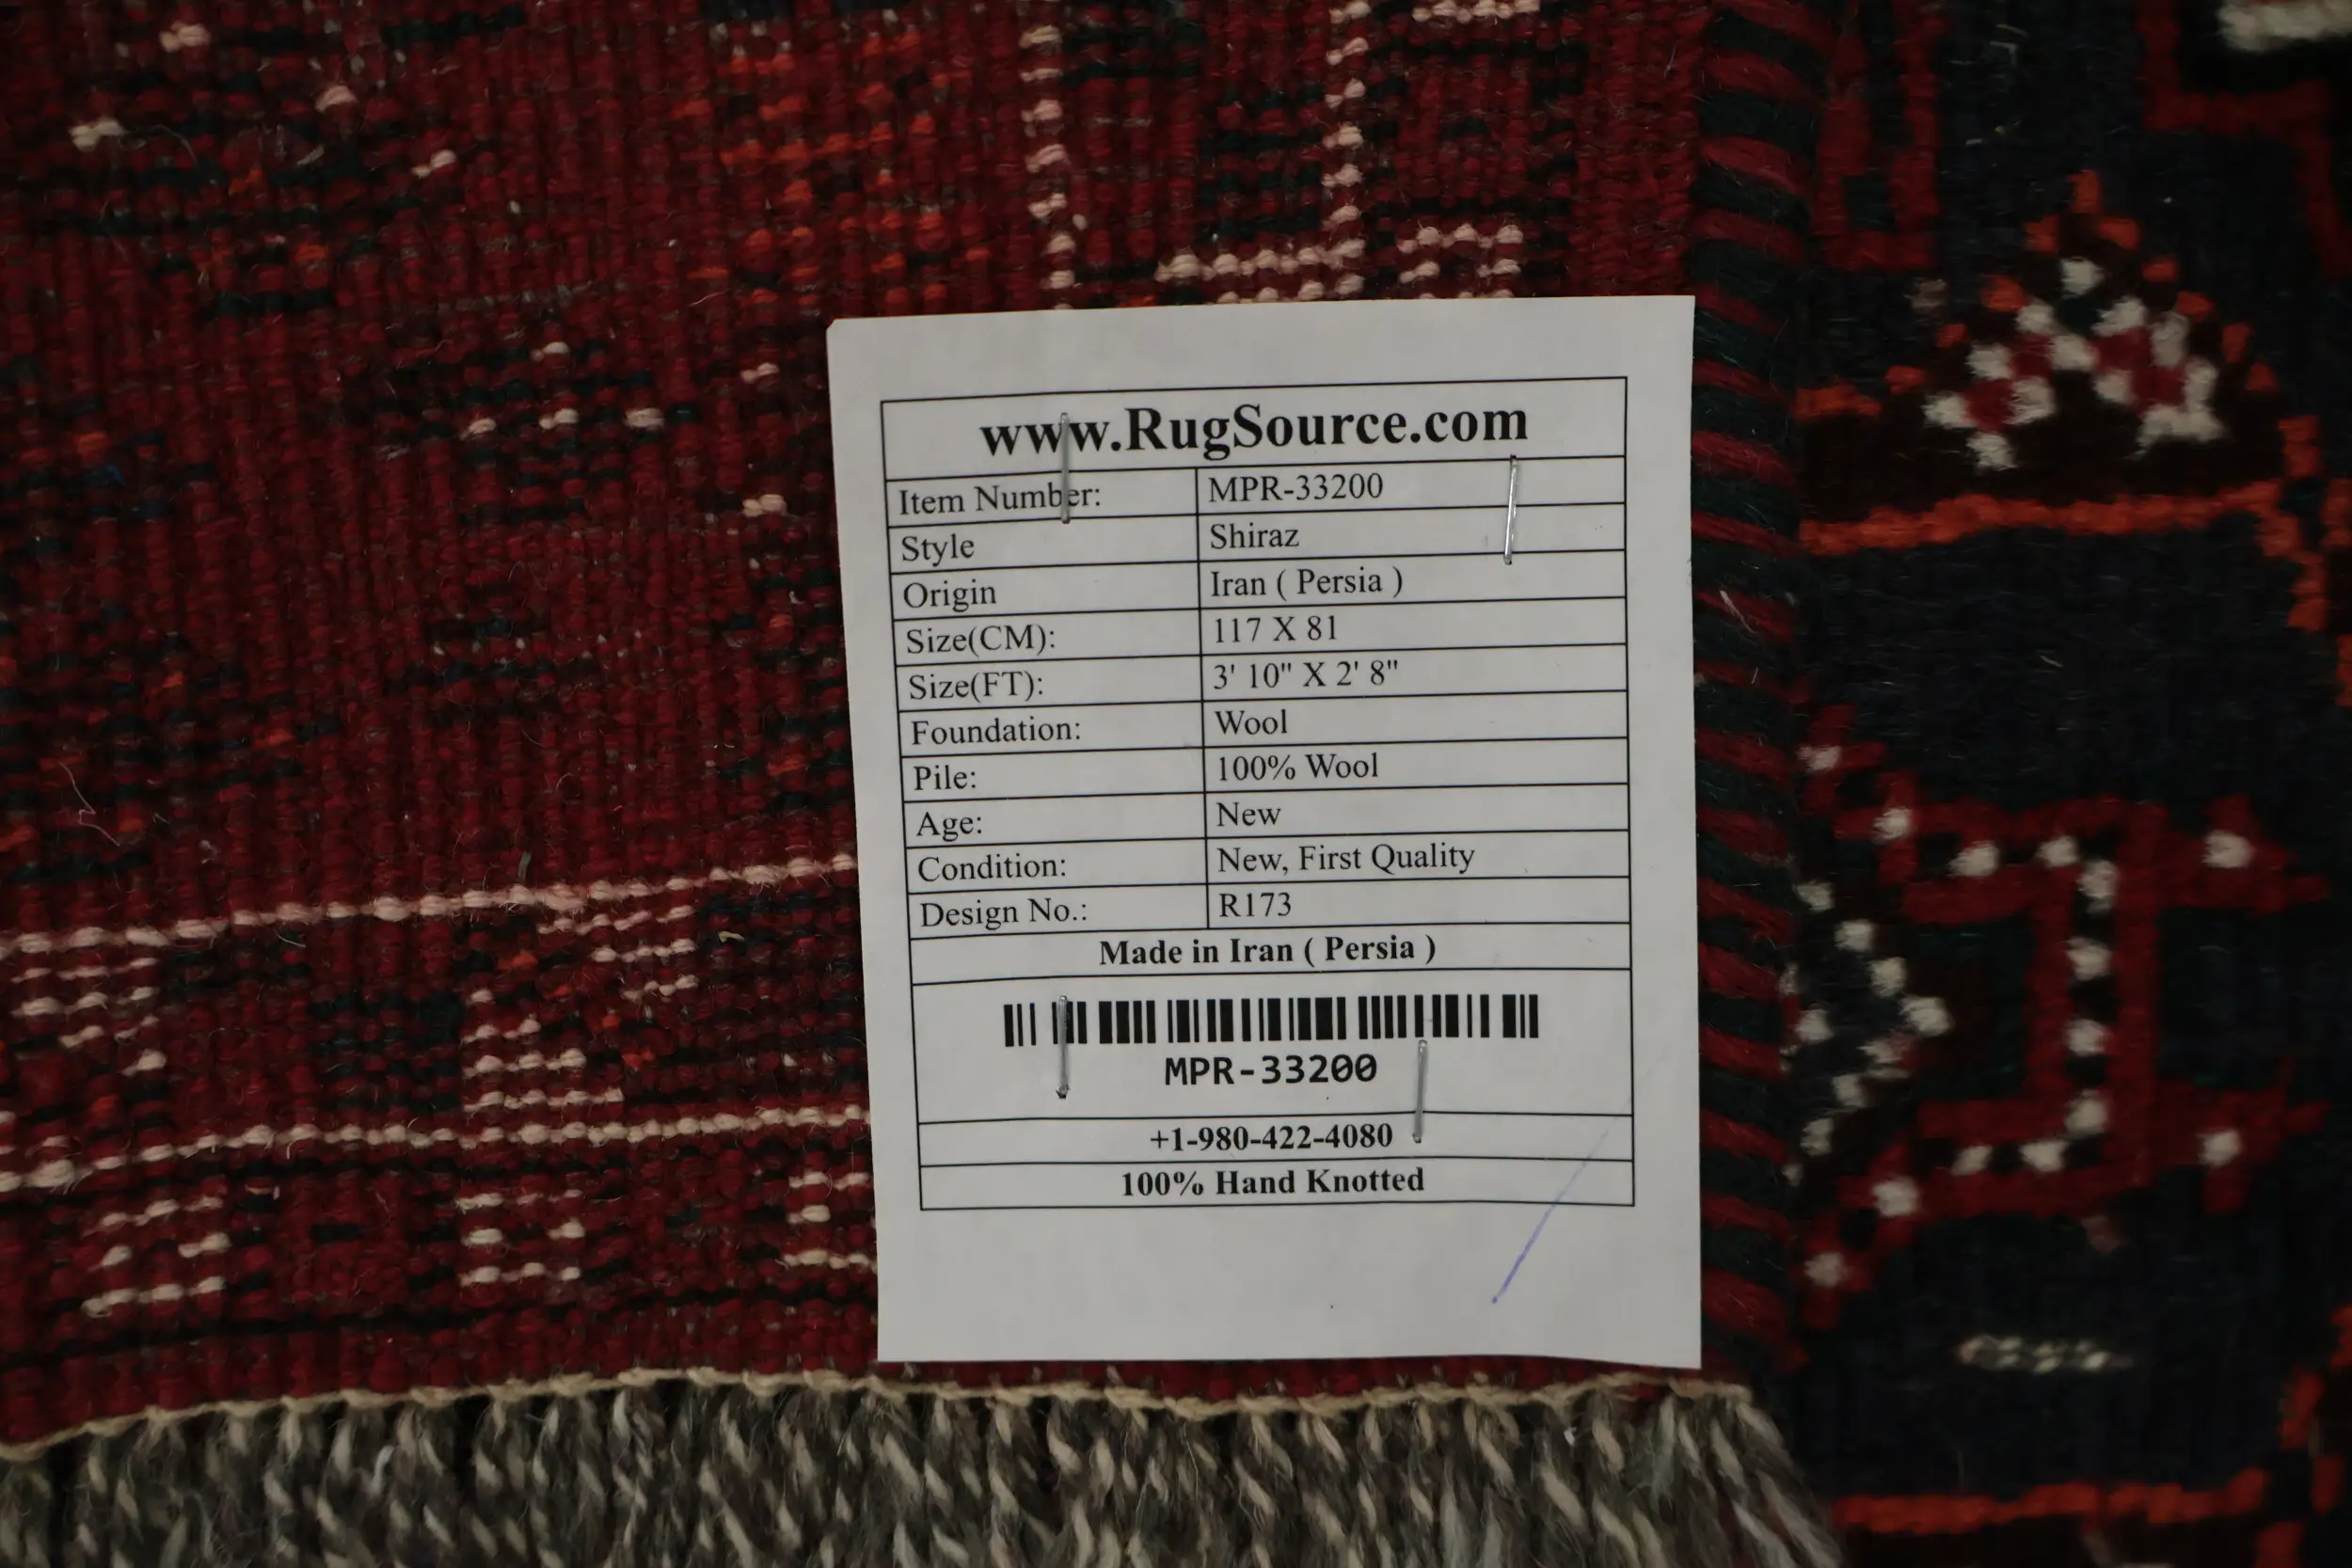 www.RugSource.com
Item Number: MPR-33200
Style Shiraz
Origin Iran ( Persia )
Size(CM): 117 X 81
Size(FT): 3' 10" X 2' 8"
Foundation: Wool
Pile: 100% Wool
Age: New
Condition: New, First Quality
Design No.: R173
Made in Iran ( Persia )
MPR-33200
+1-980-422-4080
100% Hand Knotted